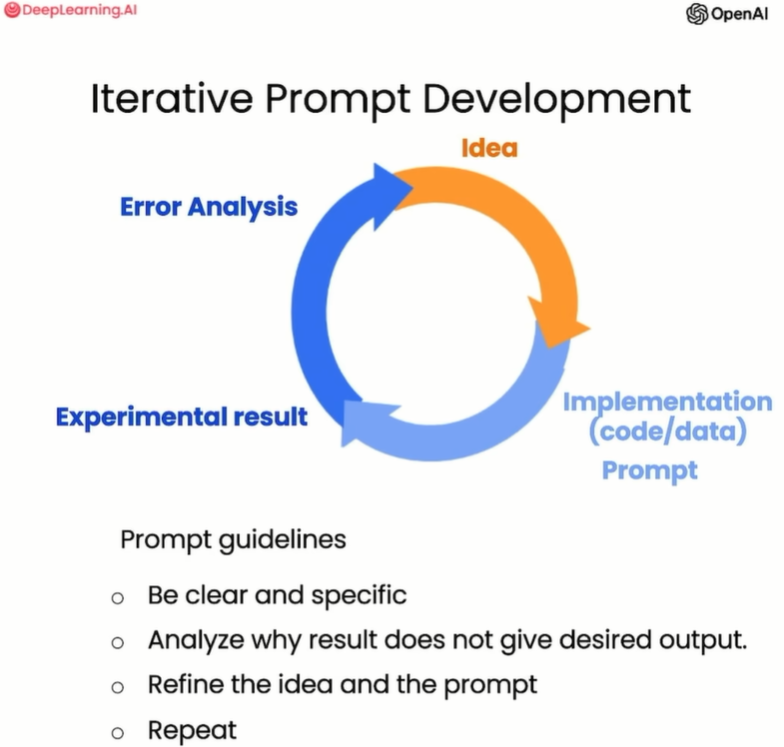 DeepLearning.AI
OpenAI
Iterative Prompt Development
Idea
Error Analysis
Implementation
(code/data)
Prompt
Experimental result
Prompt guidelines
Be clear and specific
Analyze why result does not give desired output.
Refine the idea and the prompt
Repeat